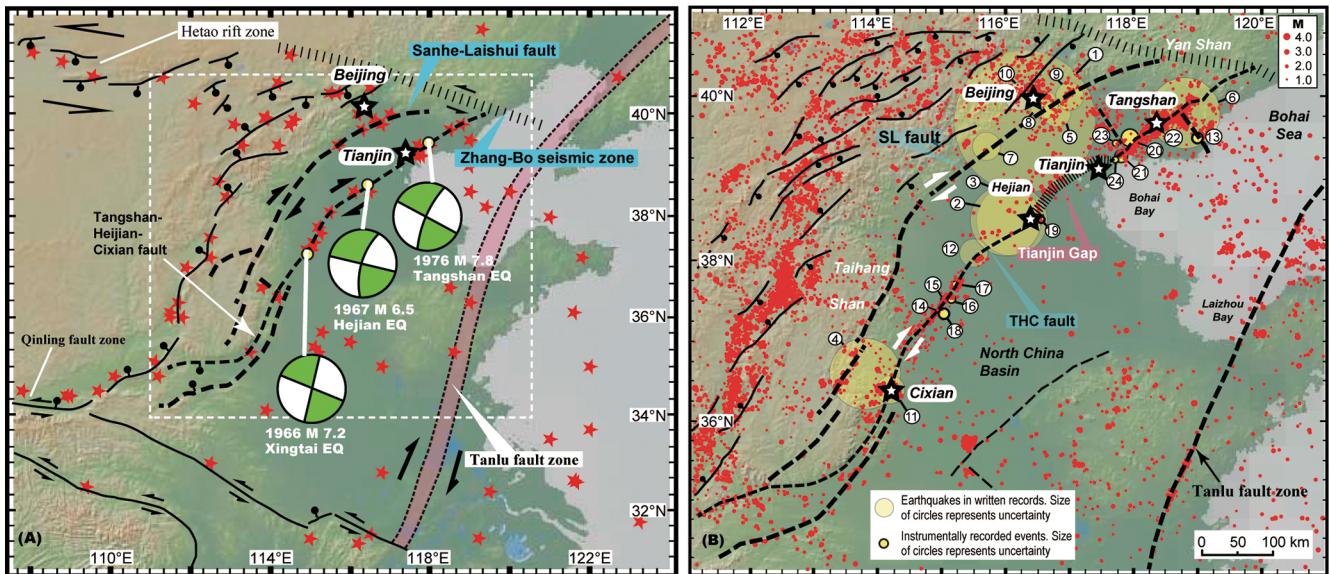 Hetao rift zone
Sanhe-Laishui fault
Beijing
40°N
Tianjin
Zhang-Bo seismic zone
38°N
Tangshan-
Heijian-
Cixian fault
1976 M 7.8
Tangshan EQ
1967 M 6.5
Hejian EQ
36°N
Qinling fault zone
34°N
1966 M 7.2
Xingtai EQ
Tanlu fault zone
32°N
(A)
110°E
114°E
118°E
122°E
112°E
114°E
116°E
118°E
120°E
M
4.0
3.0
2.0
1.0
Yan Shan
1
9
10
Beijing
40°N
Tangshan
6
8
5
23
22
13
Bohai
Sea
SL fault
7
20
Tianjin
21
24
3
Hejian
2
Bohai
Bay
19
12
Tianjin Gap
38°N
Taihang
Shan
15
17
14
16
18
THC fault
Laizhou
Bay
4
North China
Basin
Cixian
11
36°N
Tanlu fault zone
Earthquakes in written records. Size
of circles represents uncertainty
Instrumentally recorded events. Size
of circles represents uncertainty
(B)
0 50 100 km